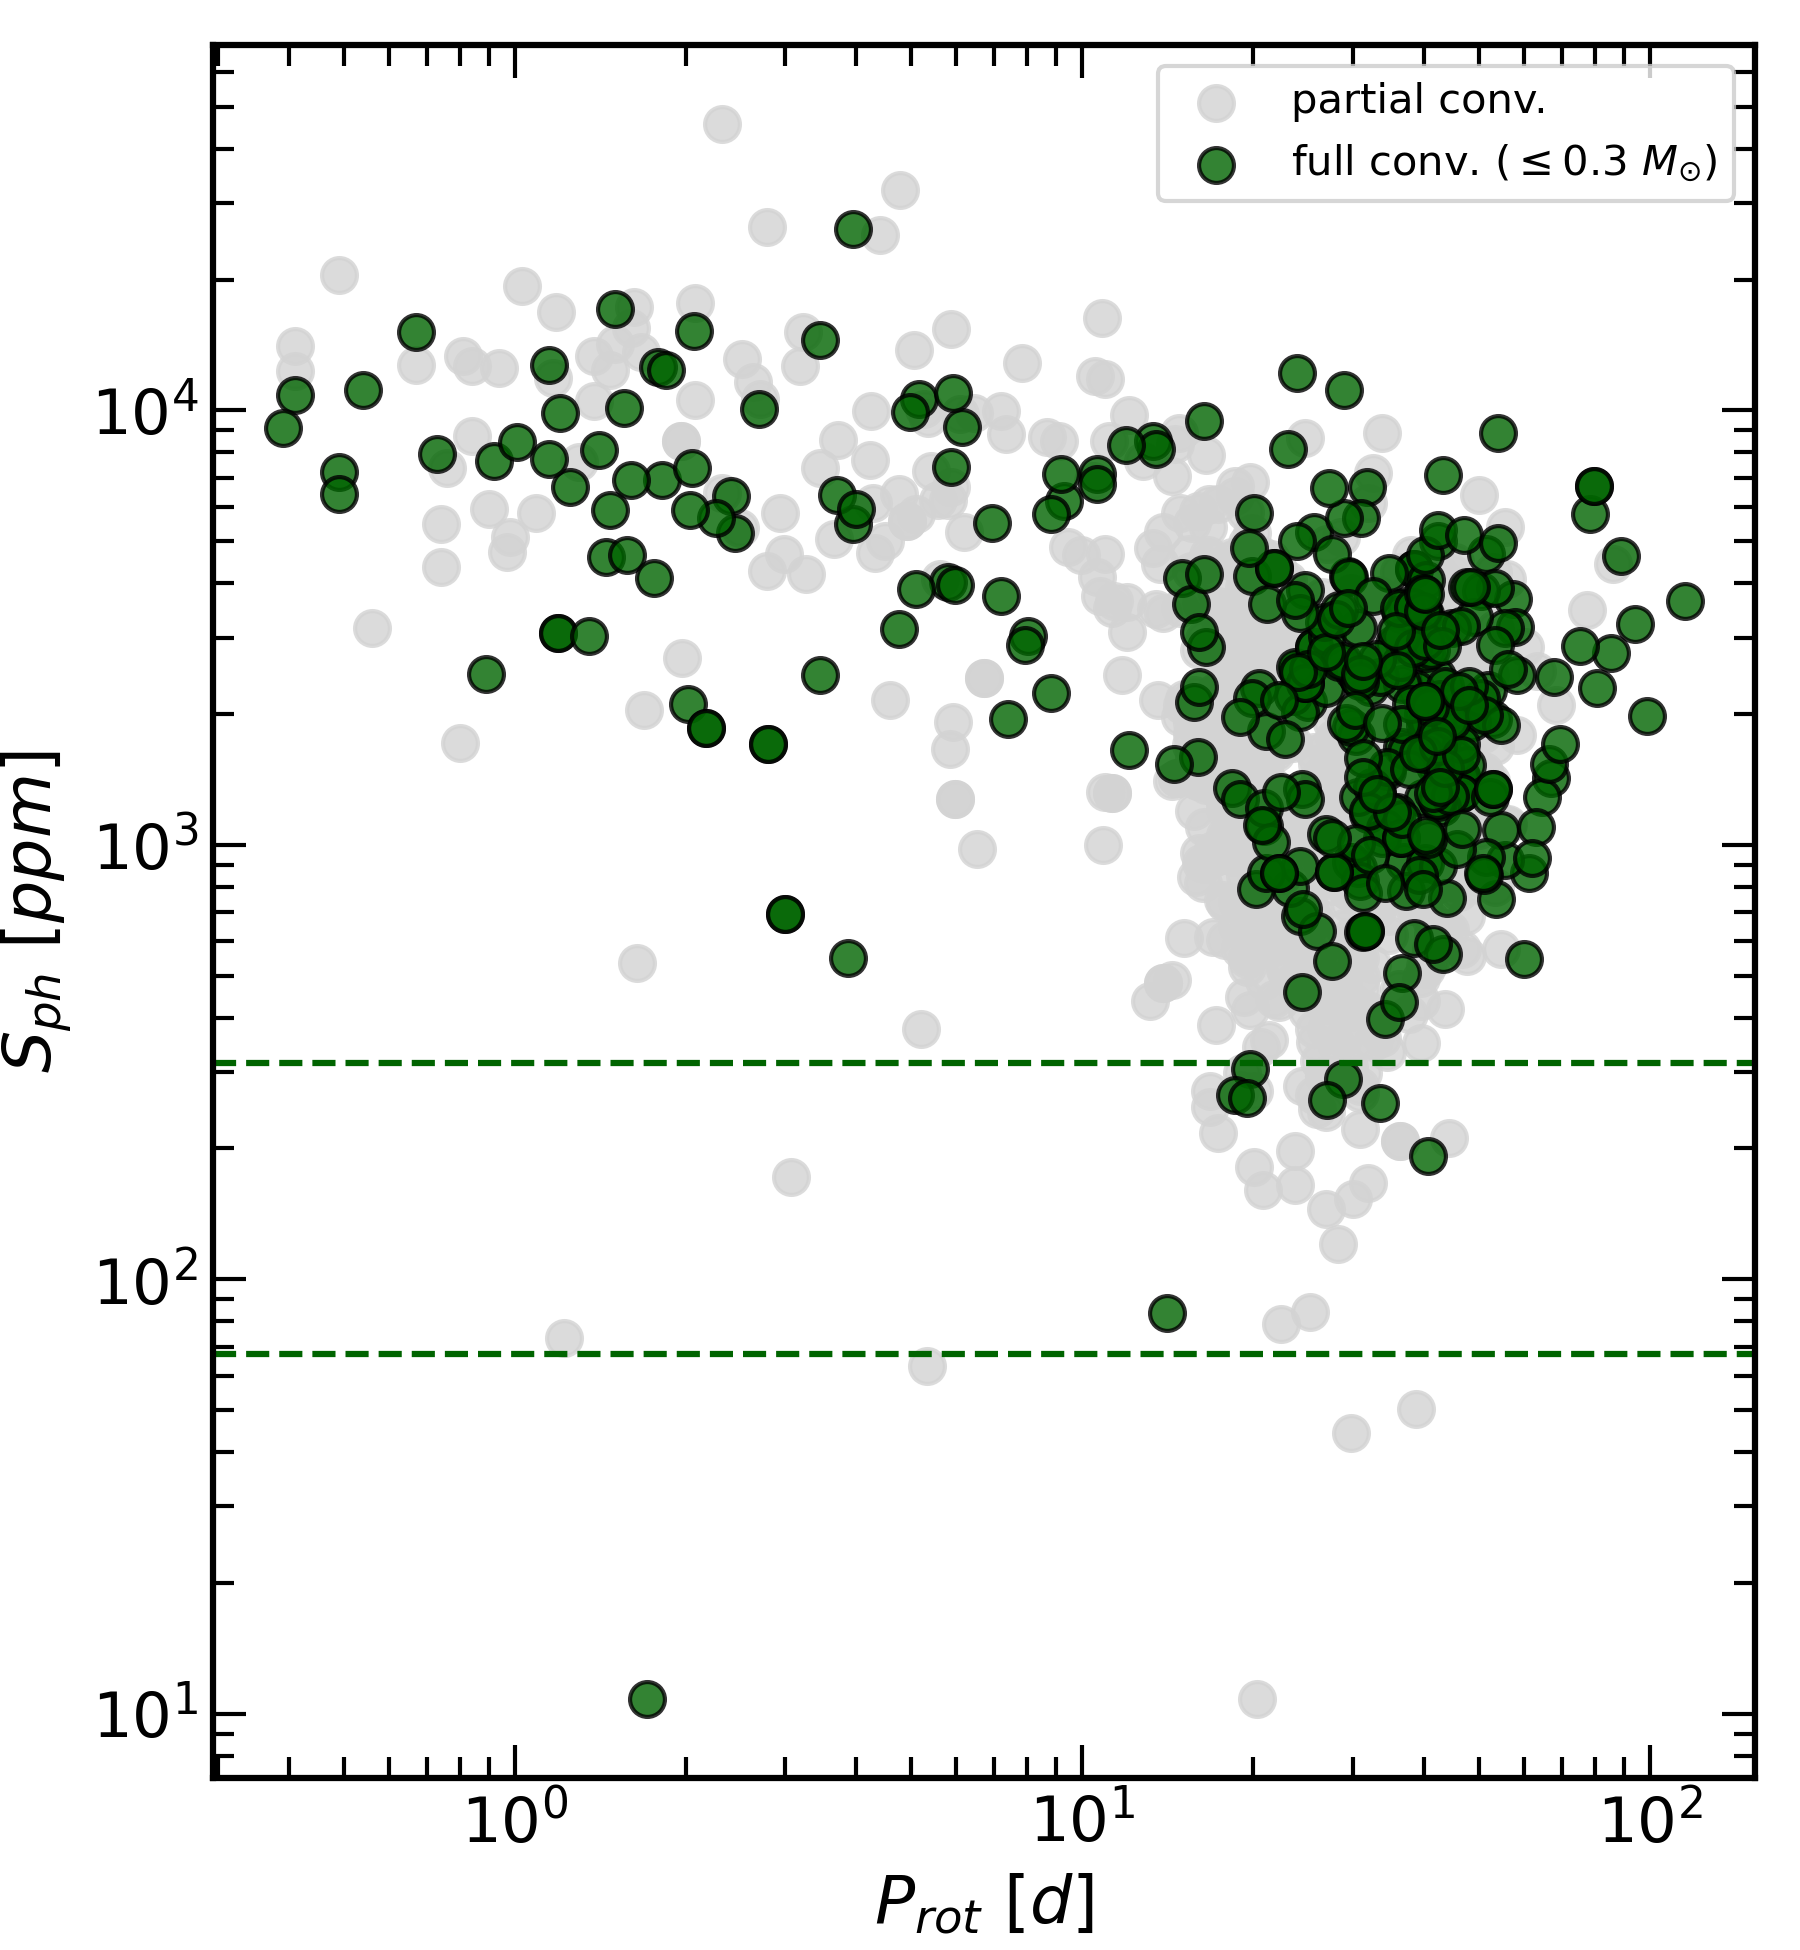 partial conv.
full conv. (≤0.3 M⊙)
10⁴
10³
10²
10¹
S_ph [ppm]
10⁰
10¹
10²
P_rot [d]